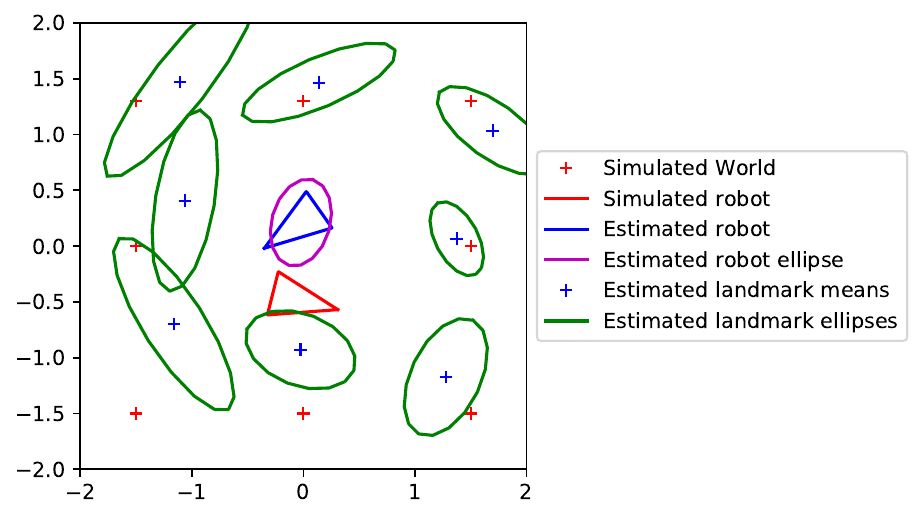 2.0
1.5
1.0
0.5
0.0
−0.5
−1.0
−1.5
−2.0
−2
−1
0
1
2
Simulated World
Simulated robot
Estimated robot
Estimated robot ellipse
Estimated landmark means
Estimated landmark ellipses